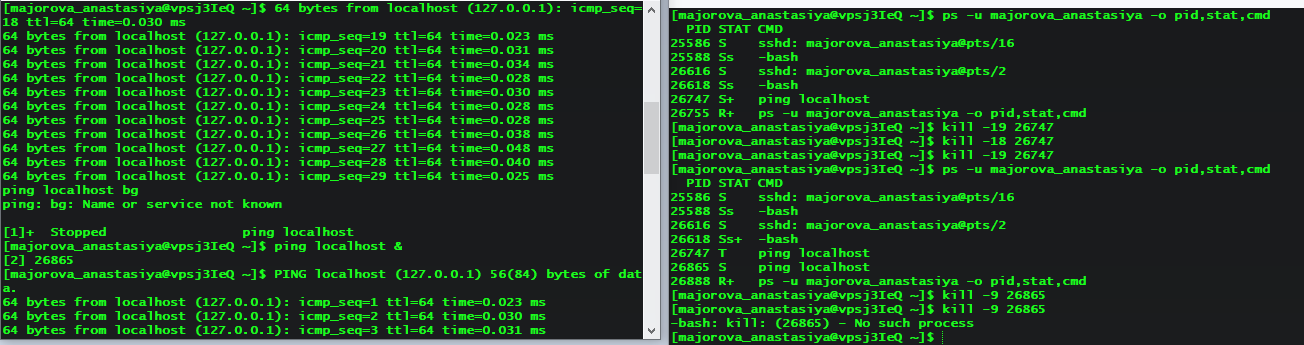 [majorova_anastasiya@vpsj3IeQ ~]$ 64 bytes from localhost (127.0.0.1): icmp_seq=
18 ttl=64 time=0.030 ms
64 bytes from localhost (127.0.0.1): icmp_seq=19 ttl=64 time=0.023 ms
64 bytes from localhost (127.0.0.1): icmp_seq=20 ttl=64 time=0.031 ms
64 bytes from localhost (127.0.0.1): icmp_seq=21 ttl=64 time=0.034 ms
64 bytes from localhost (127.0.0.1): icmp_seq=22 ttl=64 time=0.028 ms
64 bytes from localhost (127.0.0.1): icmp_seq=23 ttl=64 time=0.030 ms
64 bytes from localhost (127.0.0.1): icmp_seq=24 ttl=64 time=0.028 ms
64 bytes from localhost (127.0.0.1): icmp_seq=25 ttl=64 time=0.028 ms
64 bytes from localhost (127.0.0.1): icmp_seq=26 ttl=64 time=0.038 ms
64 bytes from localhost (127.0.0.1): icmp_seq=27 ttl=64 time=0.048 ms
64 bytes from localhost (127.0.0.1): icmp_seq=28 ttl=64 time=0.040 ms
64 bytes from localhost (127.0.0.1): icmp_seq=29 ttl=64 time=0.025 ms
ping localhost bg
ping: bg: Name or service not known
[1]+  Stopped                 ping localhost
[majorova_anastasiya@vpsj3IeQ ~]$ ping localhost &
[2] 26865
[majorova_anastasiya@vpsj3IeQ ~]$ PING localhost (127.0.0.1) 56(84) bytes of dat
a.
64 bytes from localhost (127.0.0.1): icmp_seq=1 ttl=64 time=0.023 ms
64 bytes from localhost (127.0.0.1): icmp_seq=2 ttl=64 time=0.030 ms
64 bytes from localhost (127.0.0.1): icmp_seq=3 ttl=64 time=0.031 ms
[majorova_anastasiya@vpsj3IeQ ~]$ ps -u majorova_anastasiya -o pid,stat,cmd
  PID STAT CMD
25586 S    sshd: majorova_anastasiya@pts/16
25588 Ss   -bash
26616 S    sshd: majorova_anastasiya@pts/2
26618 Ss   -bash
26747 S+   ping localhost
26755 R+   ps -u majorova_anastasiya -o pid,stat,cmd
[majorova_anastasiya@vpsj3IeQ ~]$ kill -19 26747
[majorova_anastasiya@vpsj3IeQ ~]$ kill -18 26747
[majorova_anastasiya@vpsj3IeQ ~]$ kill -19 26747
[majorova_anastasiya@vpsj3IeQ ~]$ ps -u majorova_anastasiya -o pid,stat,cmd
  PID STAT CMD
25586 S    sshd: majorova_anastasiya@pts/16
25588 Ss   -bash
26616 S    sshd: majorova_anastasiya@pts/2
26618 Ss+  -bash
26747 T    ping localhost
26865 S    ping localhost
26888 R+   ps -u majorova_anastasiya -o pid,stat,cmd
[majorova_anastasiya@vpsj3IeQ ~]$ kill -9 26865
[majorova_anastasiya@vpsj3IeQ ~]$ kill -9 26865
-bash: kill: (26865) - No such process
[majorova_anastasiya@vpsj3IeQ ~]$